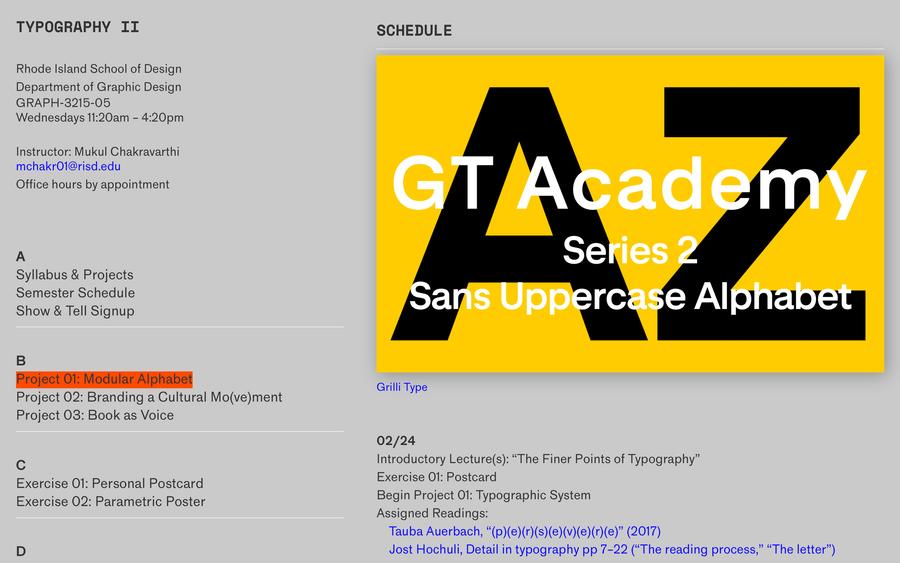 TYPOGRAPHY II
Rhode Island School of Design
Department of Graphic Design
GRAPH-3215-05
Wednesdays 11:20am – 4:20pm
Instructor: Mukul Chakravarthi
mchakr01@risd.edu
Office hours by appointment
A
Syllabus & Projects
Semester Schedule
Show & Tell Signup
B
Project 01: Modular Alphabet
Project 02: Branding a Cultural Mo(ve)ment
Project 03: Book as Voice
C
Exercise 01: Personal Postcard
Exercise 02: Parametric Poster
D
SCHEDULE
AZ
GT Academy
Series 2
Sans Uppercase Alphabet
Grilli Type
02/24
Introductory Lecture(s): “The Finer Points of Typography”
Exercise 01: Postcard
Begin Project 01: Typographic System
Assigned Readings:
Tauba Auerbach, “(p)(e)(r)(s)(e)(v)(e)(r)(e)” (2017)
Jost Hochuli, Detail in typography pp 7–22 (“The reading process,” “The letter”)